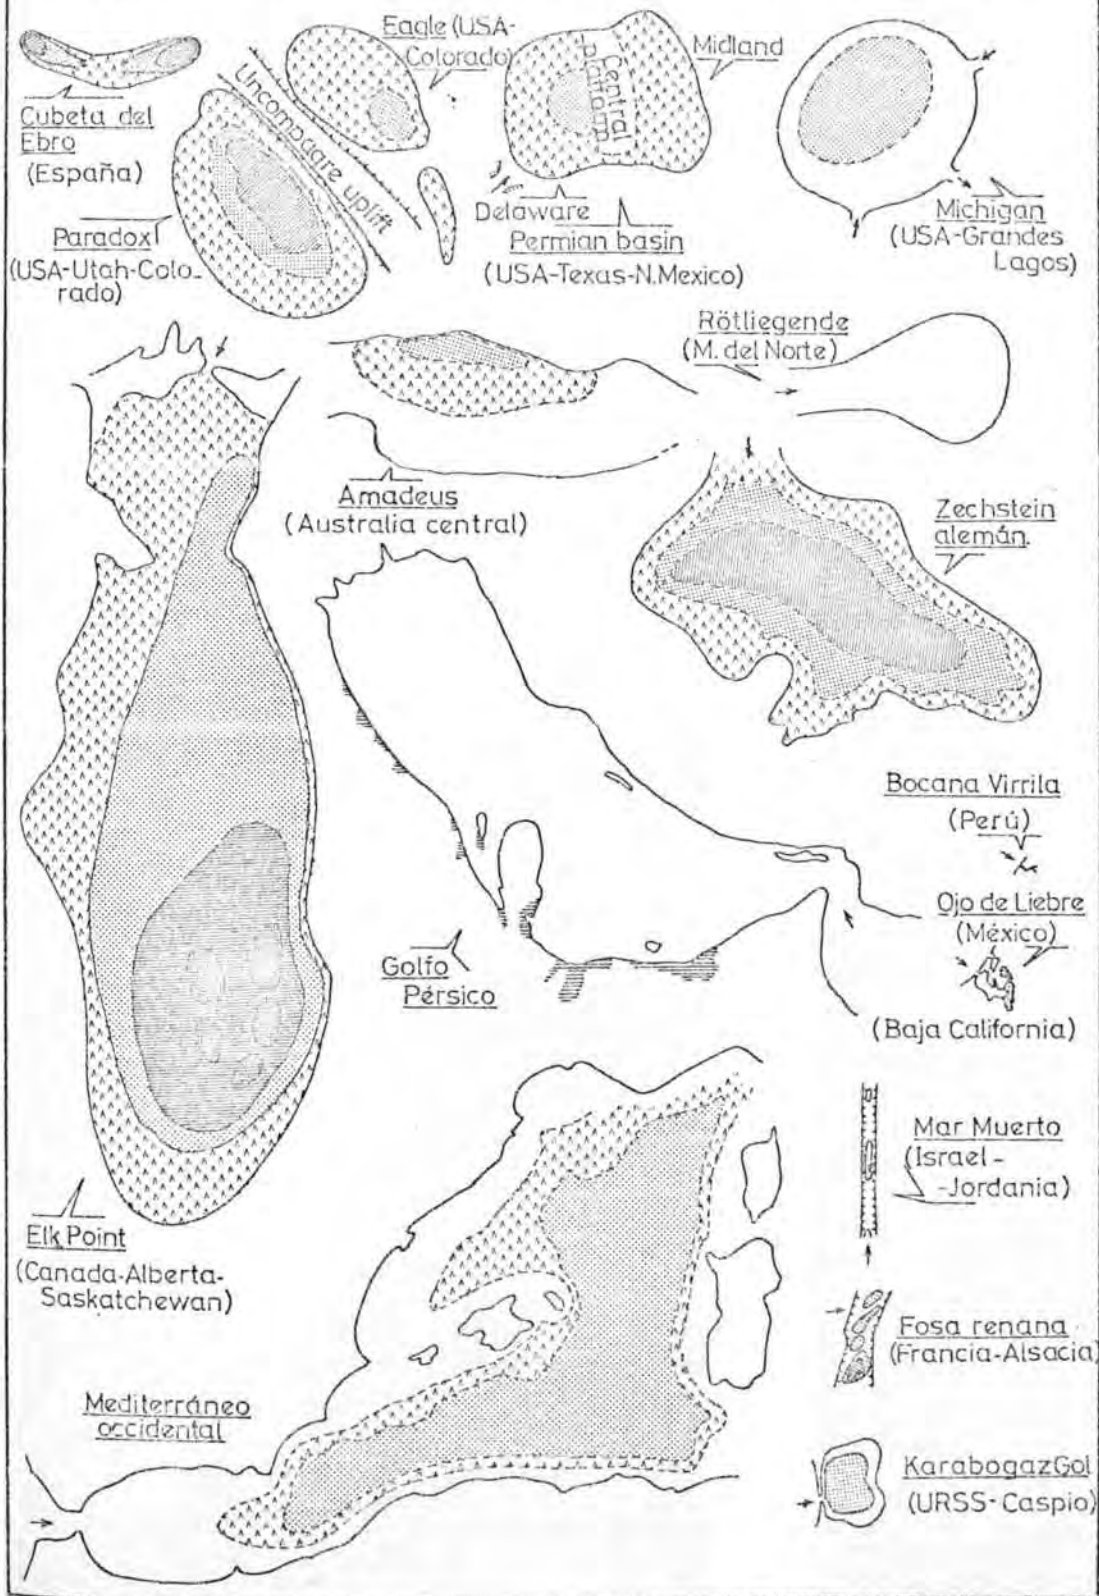 Eagle (USA-
Colorado)
Midland
Central
platform
Uncompagre uplift
Cubeta del
Ebro
(España)
Delaware
Permian basin
(USA-Texas-N.Mexico)
Michigan
(USA-Grandes
Lagos)
Paradox
(USA-Utah-Colo-
rado)
Rötliegende
(M. del Norte)
Amadeus
(Australia central)
Zechstein
alemán.
Bocana Virrila
(Perú)
Ojo de Liebre
(México)
(Baja California)
Golfo
Pérsico
Mar Muerto
(Israel-
-Jordania)
Elk Point
(Canada-Alberta-
Saskatchewan)
Fosa renana
(Francia-Alsacia)
Mediterráneo
occidental
KarabogazGol
(URSS-Caspio)